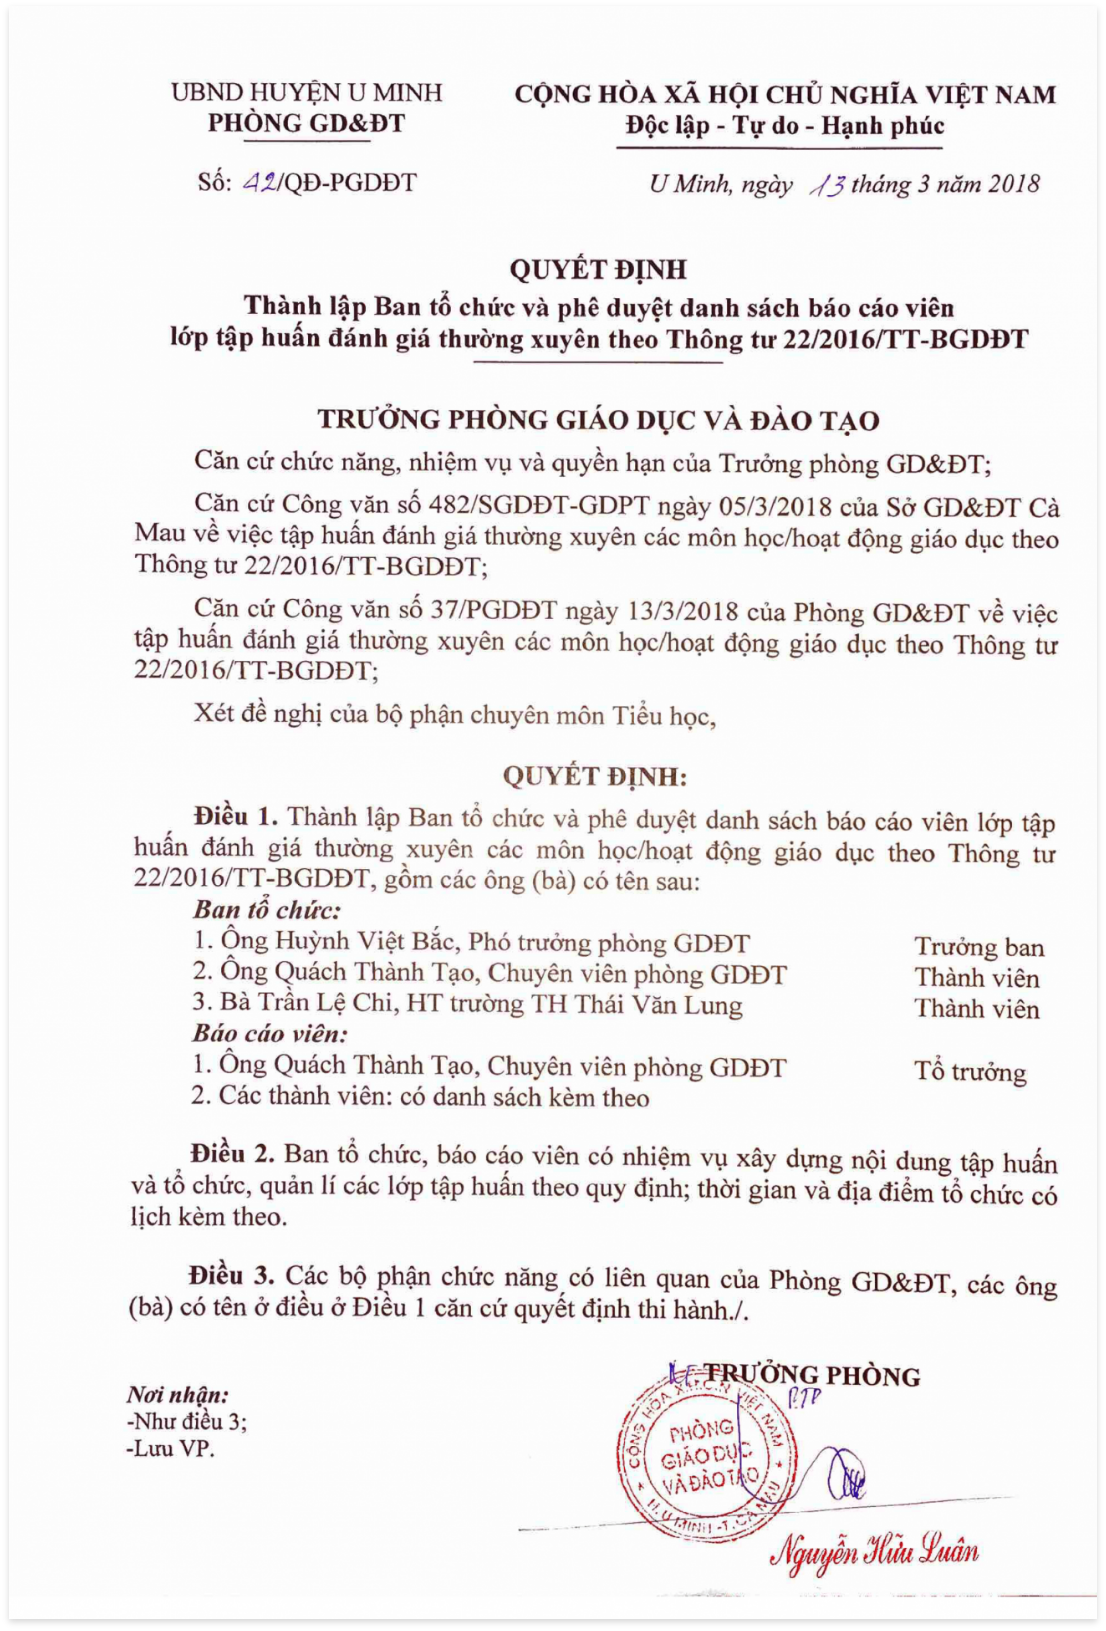 UBND HUYỆN U MINH
PHÒNG GD&ĐT
CỘNG HÒA XÃ HỘI CHỦ NGHĨA VIỆT NAM
Độc lập - Tự do - Hạnh phúc
Số: 42/QĐ-PGDĐT
U Minh, ngày 13 tháng 3 năm 2018
QUYẾT ĐỊNH
Thành lập Ban tổ chức và phê duyệt danh sách báo cáo viên
lớp tập huấn đánh giá thường xuyên theo Thông tư 22/2016/TT-BGDĐT
TRƯỞNG PHÒNG GIÁO DỤC VÀ ĐÀO TẠO
Căn cứ chức năng, nhiệm vụ và quyền hạn của Trưởng phòng GD&ĐT;
Căn cứ Công văn số 482/SGDĐT-GDPT ngày 05/3/2018 của Sở GD&ĐT Cà
Mau về việc tập huấn đánh giá thường xuyên các môn học/hoạt động giáo dục theo
Thông tư 22/2016/TT-BGDĐT;
Căn cứ Công văn số 37/PGDĐT ngày 13/3/2018 của Phòng GD&ĐT về việc
tập huấn đánh giá thường xuyên các môn học/hoạt động giáo dục theo Thông tư
22/2016/TT-BGDĐT;
Xét đề nghị của bộ phận chuyên môn Tiểu học,
QUYẾT ĐỊNH:
Điều 1. Thành lập Ban tổ chức và phê duyệt danh sách báo cáo viên lớp tập
huấn đánh giá thường xuyên các môn học/hoạt động giáo dục theo Thông tư
22/2016/TT-BGDĐT, gồm các ông (bà) có tên sau:
Ban tổ chức:
1. Ông Huỳnh Việt Bắc, Phó trưởng phòng GDĐT Trưởng ban
2. Ông Quách Thành Tạo, Chuyên viên phòng GDĐT Thành viên
3. Bà Trần Lệ Chi, HT trường TH Thái Văn Lung Thành viên
Báo cáo viên:
1. Ông Quách Thành Tạo, Chuyên viên phòng GDĐT Tổ trưởng
2. Các thành viên: có danh sách kèm theo
Điều 2. Ban tổ chức, báo cáo viên có nhiệm vụ xây dựng nội dung tập huấn
và tổ chức, quản lí các lớp tập huấn theo quy định; thời gian và địa điểm tổ chức có
lịch kèm theo.
Điều 3. Các bộ phận chức năng có liên quan của Phòng GD&ĐT, các ông
(bà) có tên ở điều ở Điều 1 căn cứ quyết định thi hành./.
Nơi nhận:
-Như điều 3;
-Lưu VP.
KT TRƯỞNG PHÒNG
P.TP
CỘNG HÒA X.H.C.N VIỆT NAM
PHÒNG
GIÁO DỤC
VÀ ĐÀO TẠO
H. U MINH - T. CÀ MAU
Nguyễn Hữu Luân